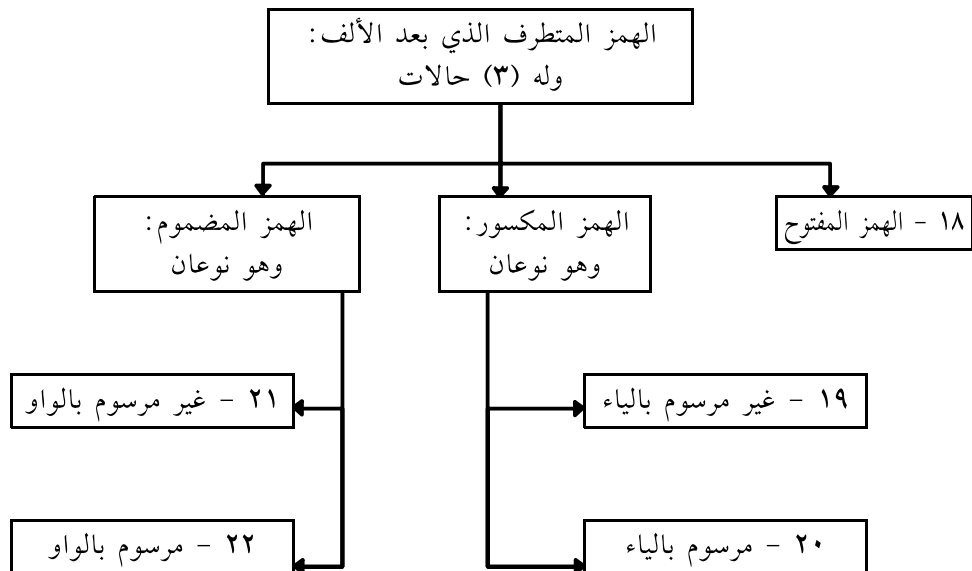 الهمز المتطرف الذي بعد الألف:
وله (٣) حالات
١٨ - الهمز المفتوح
الهمز المكسور:
وهو نوعان
الهمز المضموم:
وهو نوعان
١٩ - غير مرسوم بالياء
٢١ - غير مرسوم بالواو
٢٠ - مرسوم بالياء
٢٢ - مرسوم بالواو